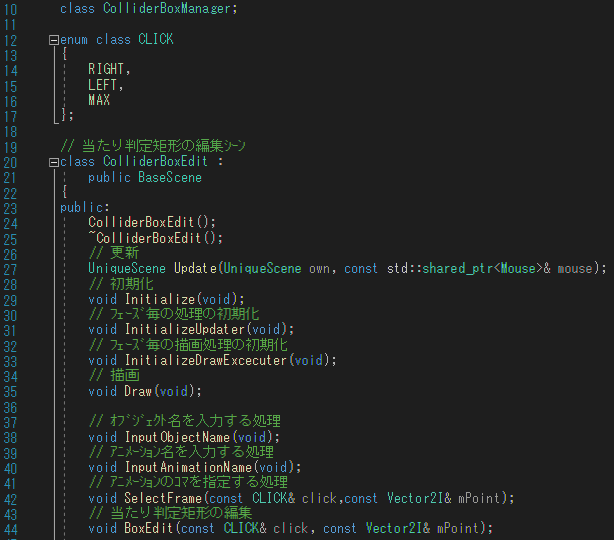 10 class ColliderBoxManager;
11
12 enum class CLICK
13 {
14 RIGHT,
15 LEFT,
16 MAX
17 };
18
19 // 当たり判定矩形の編集ｼｰﾝ
20 class ColliderBoxEdit :
21 public BaseScene
22 {
23 public:
24 ColliderBoxEdit();
25 ~ColliderBoxEdit();
26 // 更新
27 UniqueScene Update(UniqueScene own, const std::shared_ptr<Mouse>& mouse);
28 // 初期化
29 void Initialize(void);
30 // ﾌｪｰｽﾞ毎の処理の初期化
31 void InitializeUpdater(void);
32 // ﾌｪｰｽﾞ毎の描画処理の初期化
33 void InitializeDrawExcecuter(void);
34 // 描画
35 void Draw(void);
36
37 // ｵﾌﾞｼﾞｪｸﾄ名を入力する処理
38 void InputObjectName(void);
39 // ｱﾆﾒｰｼｮﾝ名を入力する処理
40 void InputAnimationName(void);
41 // ｱﾆﾒｰｼｮﾝのｺﾏを指定する処理
42 void SelectFrame(const CLICK& click,const Vector2I& mPoint);
43 // 当たり判定矩形の編集
44 void BoxEdit(const CLICK& click, const Vector2I& mPoint);